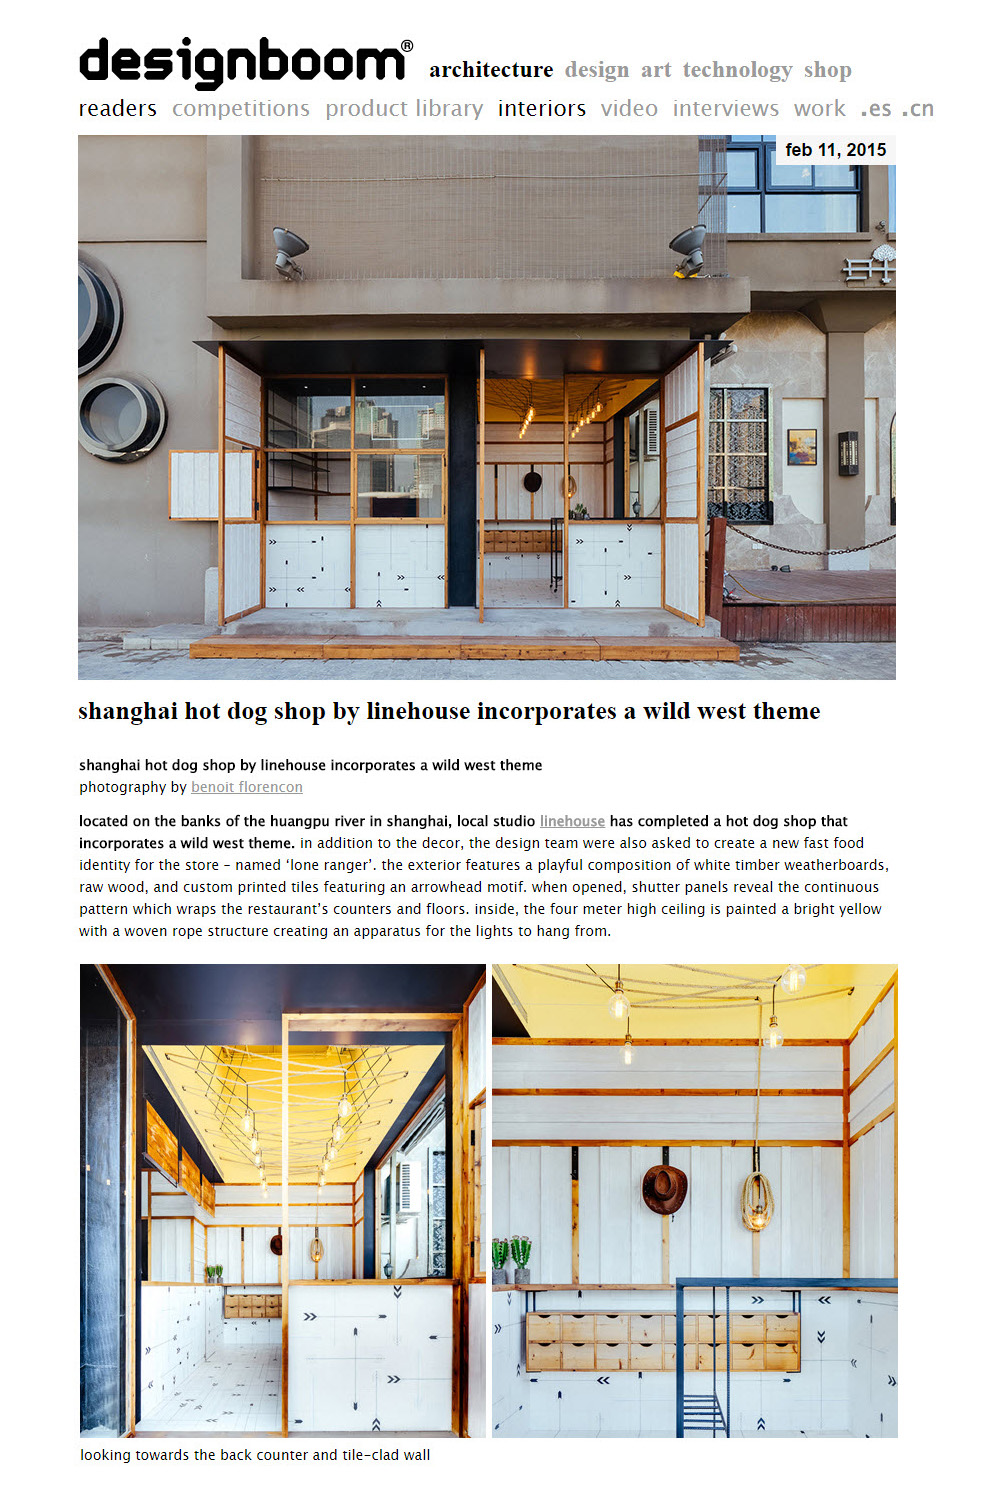 designboom® architecture design art technology shop
readers competitions product library interiors video interviews work .es .cn
feb 11, 2015
shanghai hot dog shop by linehouse incorporates a wild west theme
shanghai hot dog shop by linehouse incorporates a wild west theme
photography by benoit florencon
located on the banks of the huangpu river in shanghai, local studio linehouse has completed a hot dog shop that
incorporates a wild west theme. in addition to the decor, the design team were also asked to create a new fast food
identity for the store – named ‘lone ranger’. the exterior features a playful composition of white timber weatherboards,
raw wood, and custom printed tiles featuring an arrowhead motif. when opened, shutter panels reveal the continuous
pattern which wraps the restaurant’s counters and floors. inside, the four meter high ceiling is painted a bright yellow
with a woven rope structure creating an apparatus for the lights to hang from.
looking towards the back counter and tile-clad wall